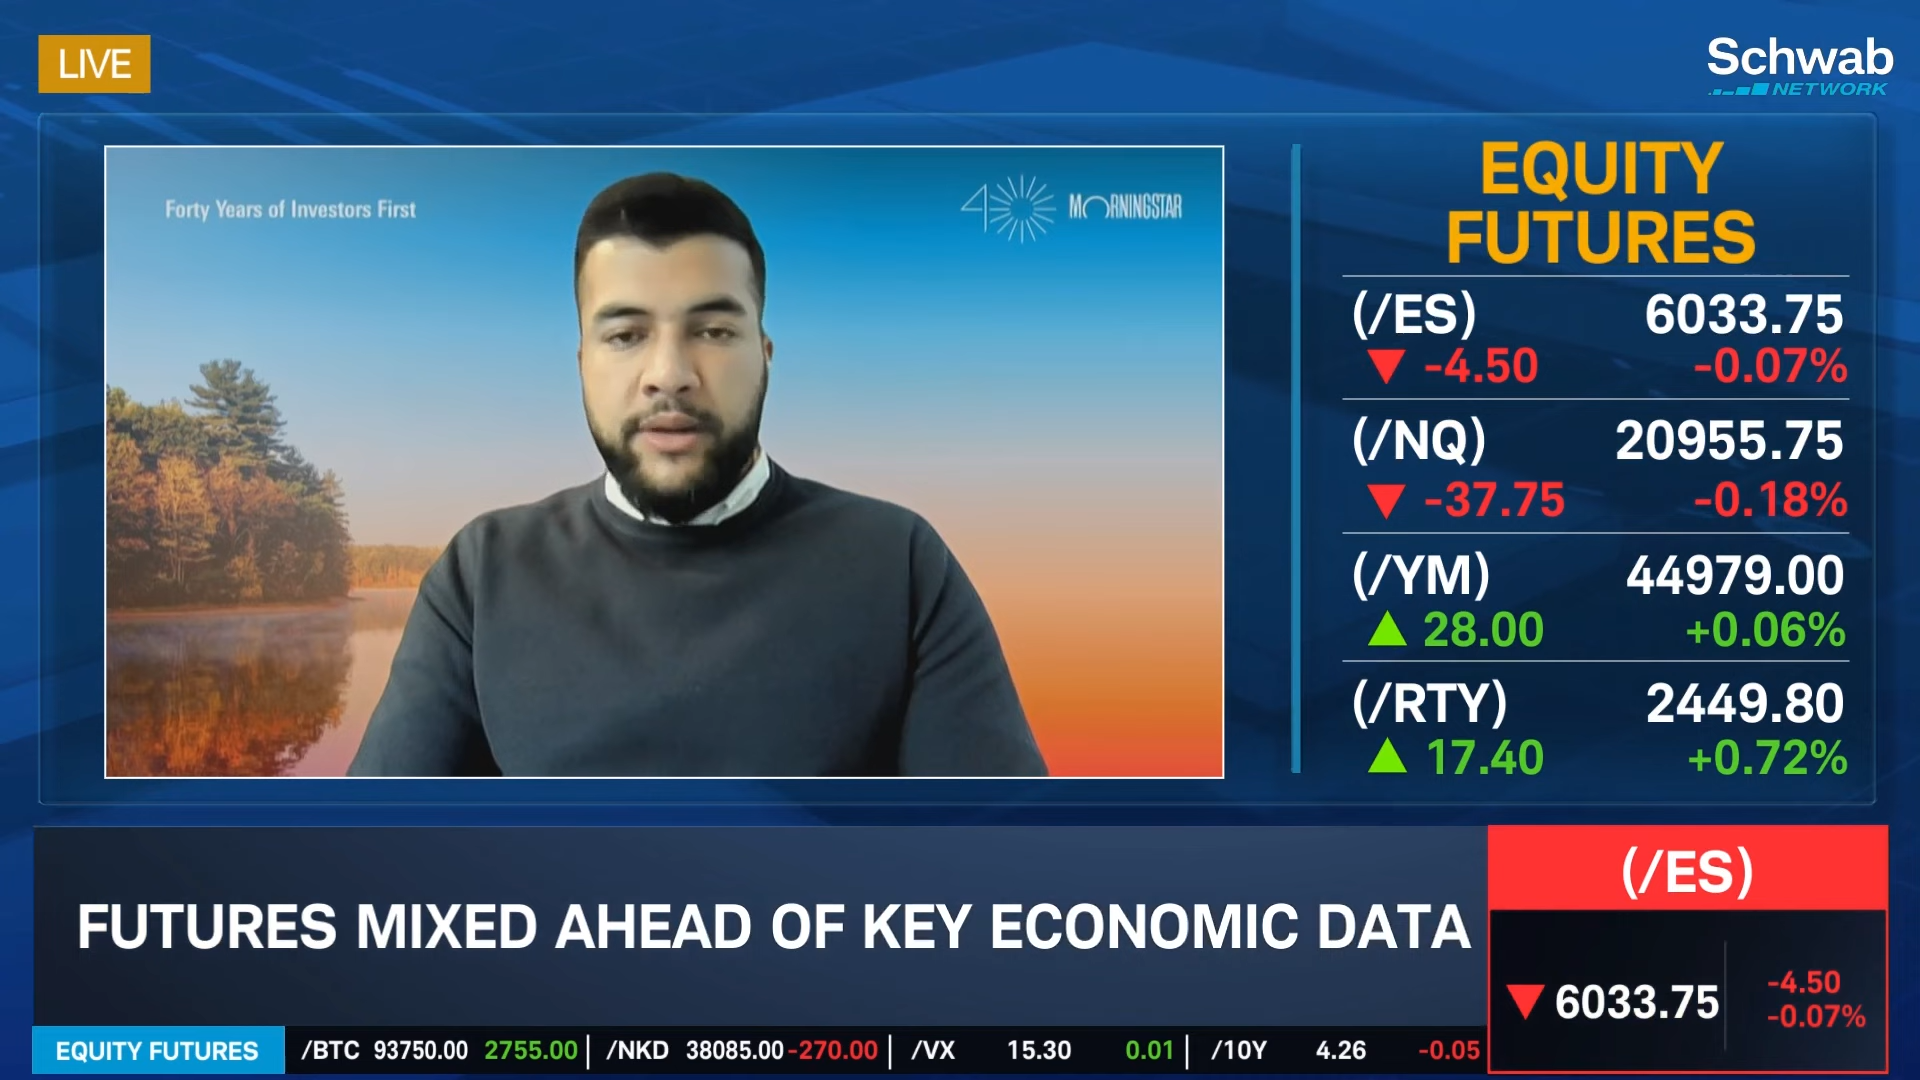 LIVE
Schwab
NETWORK
Forty Years of Investors First
40
MORNINGSTAR
EQUITY
FUTURES
(/ES) 6033.75
-4.50 -0.07%
(/NQ) 20955.75
-37.75 -0.18%
(/YM) 44979.00
28.00 +0.06%
(/RTY) 2449.80
17.40 +0.72%
FUTURES MIXED AHEAD OF KEY ECONOMIC DATA
(/ES)
6033.75
-4.50
-0.07%
EQUITY FUTURES /BTC 93750.00 2755.00 /NKD 38085.00 -270.00 /VX 15.30 0.01 /10Y 4.26 -0.05